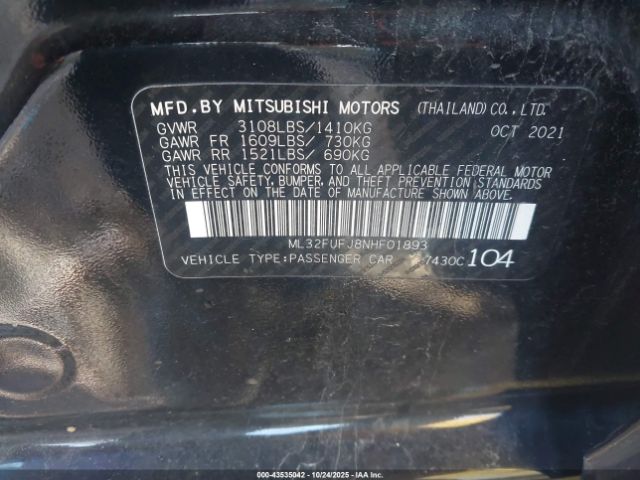 MFD. BY MITSUBISHI MOTORS (THAILAND) CO., LTD.
GVWR 3108LBS/1410KG OCT 2021
GAWR FR 1609LBS/ 730KG
GAWR RR 1521LBS/ 690KG
THIS VEHICLE CONFORMS TO ALL APPLICABLE FEDERAL MOTOR
VEHICLE SAFETY, BUMPER, AND THEFT PREVENTION STANDARDS
IN EFFECT ON THE DATE OF MANUFACTURE SHOWN ABOVE.
ML32FUFJ8NHF01893
VEHICLE TYPE:PASSENGER CAR 7430C 104
000-43535042 - 10/24/2025 - IAA Holdings, LLC.